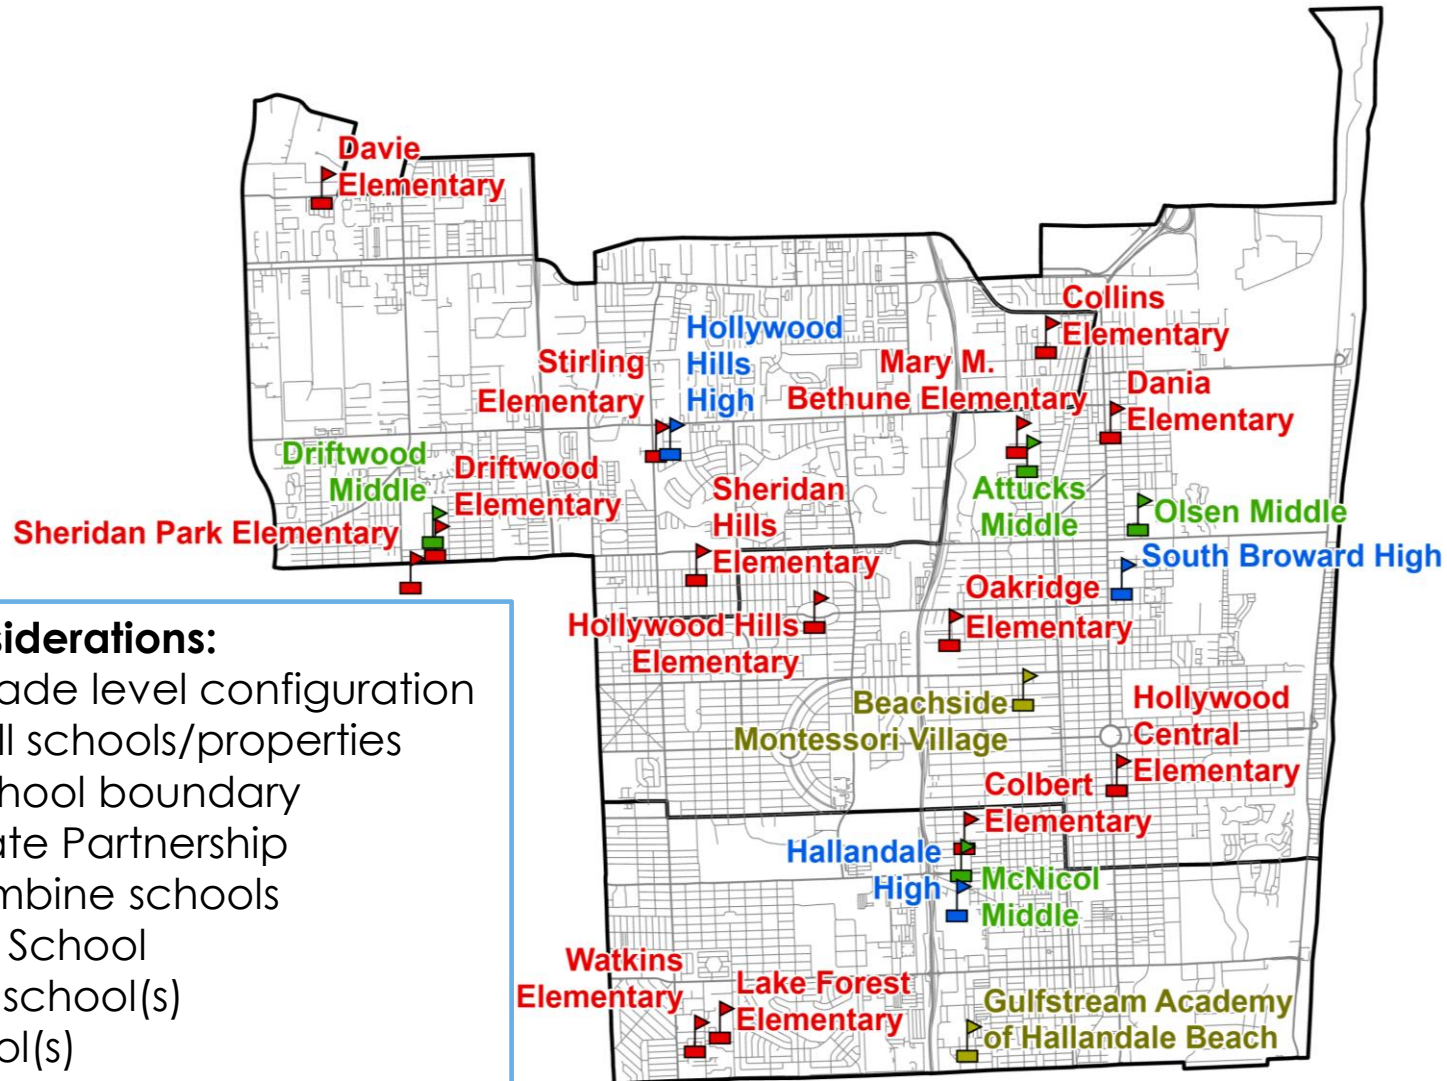 Davie
Elementary
Collins
Elementary
Hollywood
Hills
High
Stirling
Elementary
Mary M.
Bethune Elementary
Dania
Elementary
Driftwood
Middle
Driftwood
Elementary
Sheridan
Hills
Elementary
Attucks
Middle
Olsen Middle
Sheridan Park Elementary
South Broward High
Oakridge
Elementary
Hollywood Hills
Elementary
Beachside
Montessori Village
Hollywood
Central
Elementary
Colbert
Elementary
Hallandale
High
McNicol
Middle
Watkins
Elementary
Lake Forest
Elementary
Gulfstream Academy
of Hallandale Beach
siderations:
ade level configuration
ll schools/properties
chool boundary
ate Partnership
mbine schools
School
school(s)
ol(s)